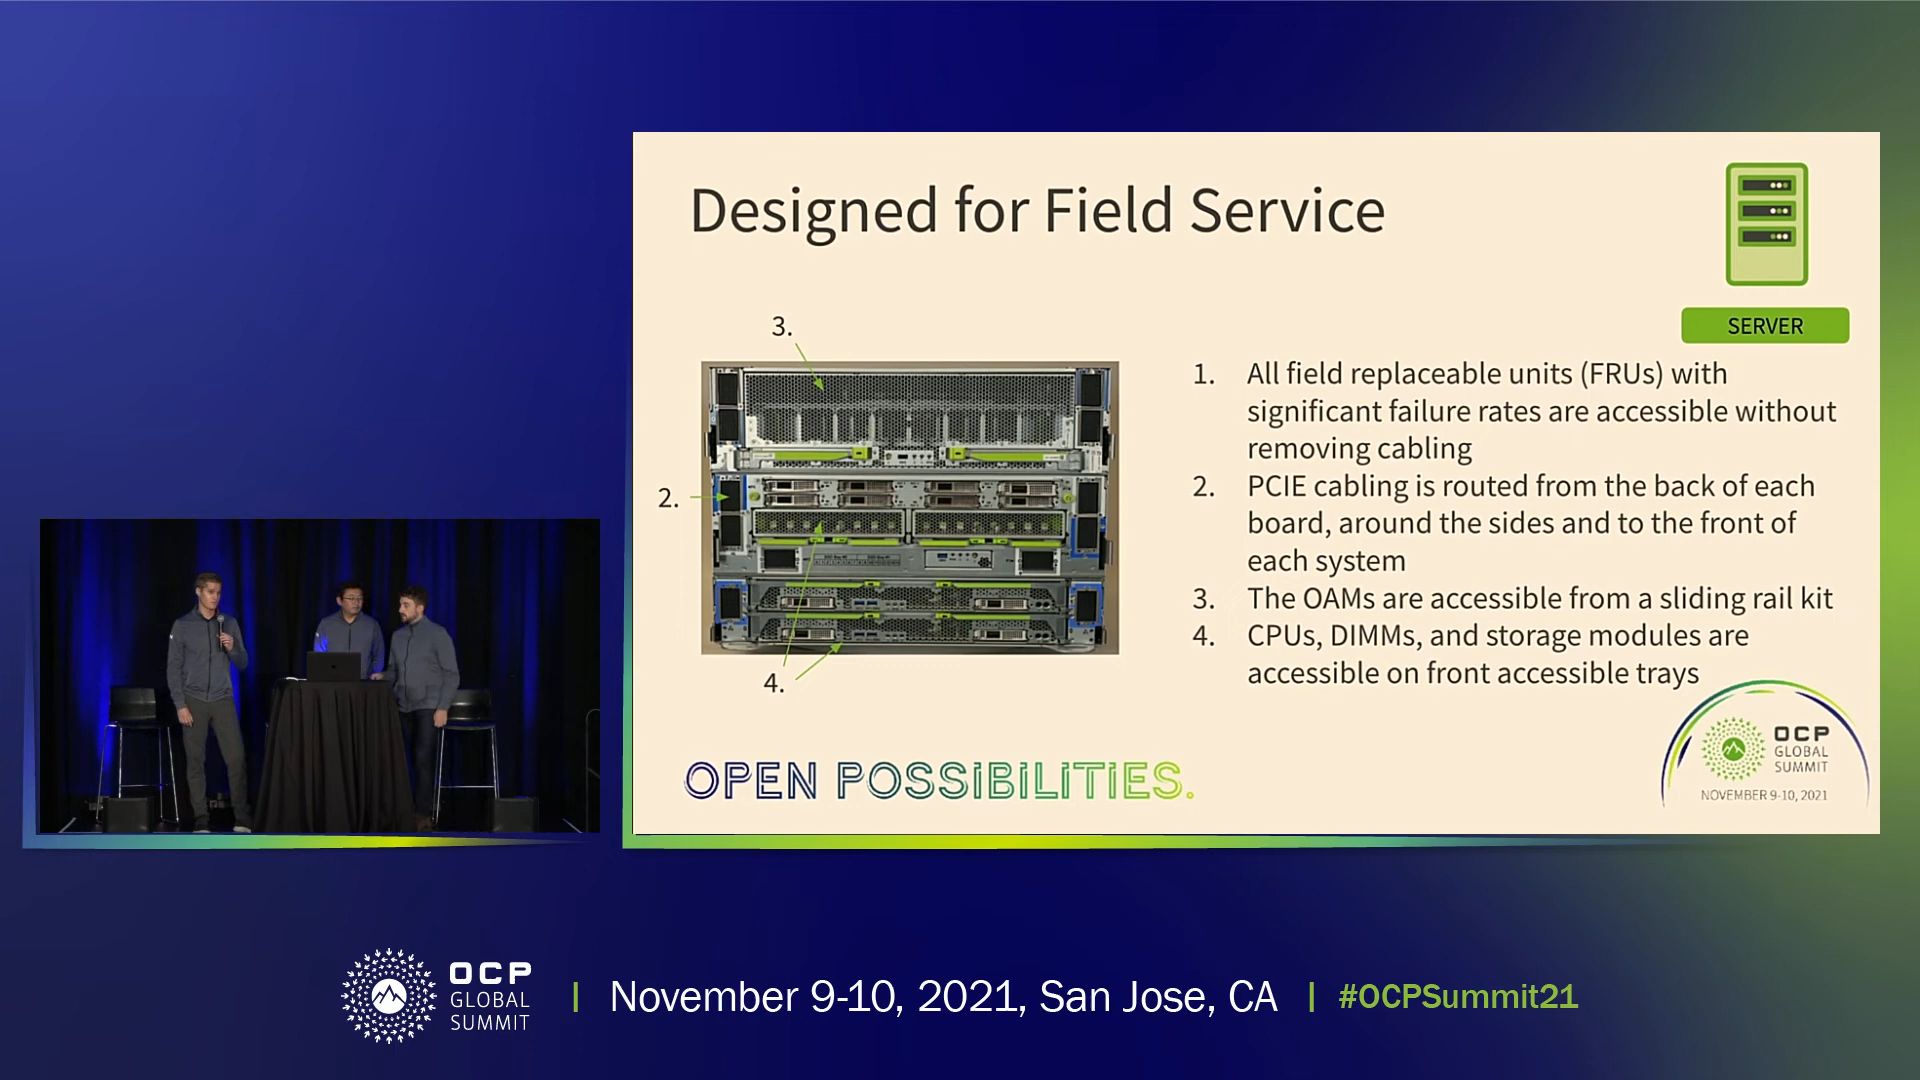 Designed for Field Service
SERVER
3.
2.
4.
1. All field replaceable units (FRUs) with
significant failure rates are accessible without
removing cabling
2. PCIE cabling is routed from the back of each
board, around the sides and to the front of
each system
3. The OAMs are accessible from a sliding rail kit
4. CPUs, DIMMs, and storage modules are
accessible on front accessible trays
OPEN POSSIBILITIES.
OCP
GLOBAL
SUMMIT
NOVEMBER 9-10, 2021
OCP
GLOBAL
SUMMIT
November 9-10, 2021, San Jose, CA
#OCPSummit21